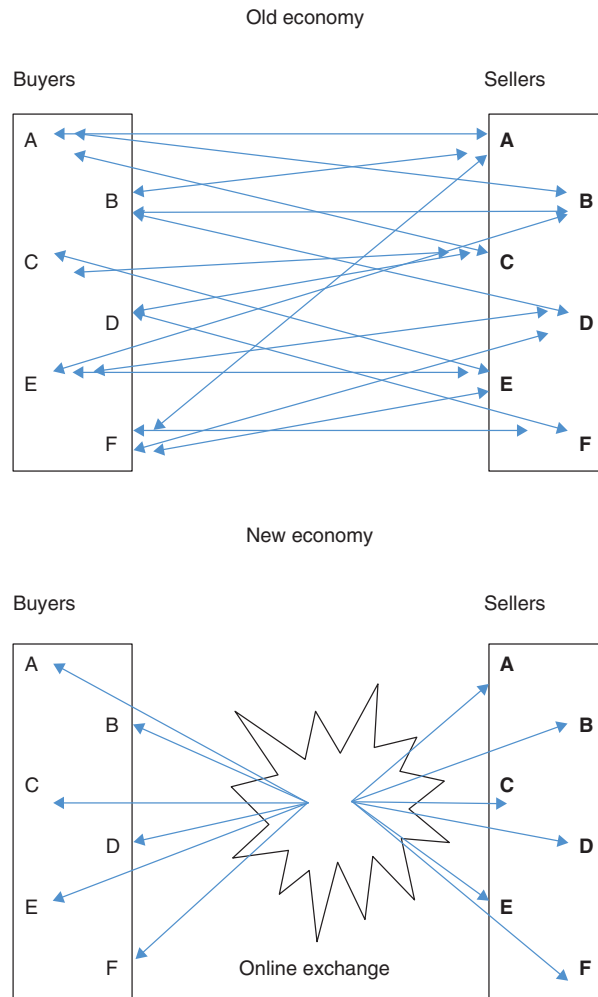 Old economy
Buyers Sellers
A A
B B
C C
D D
E E
F F
New economy
Buyers Sellers
A A
B B
C C
D D
E E
F Online exchange F